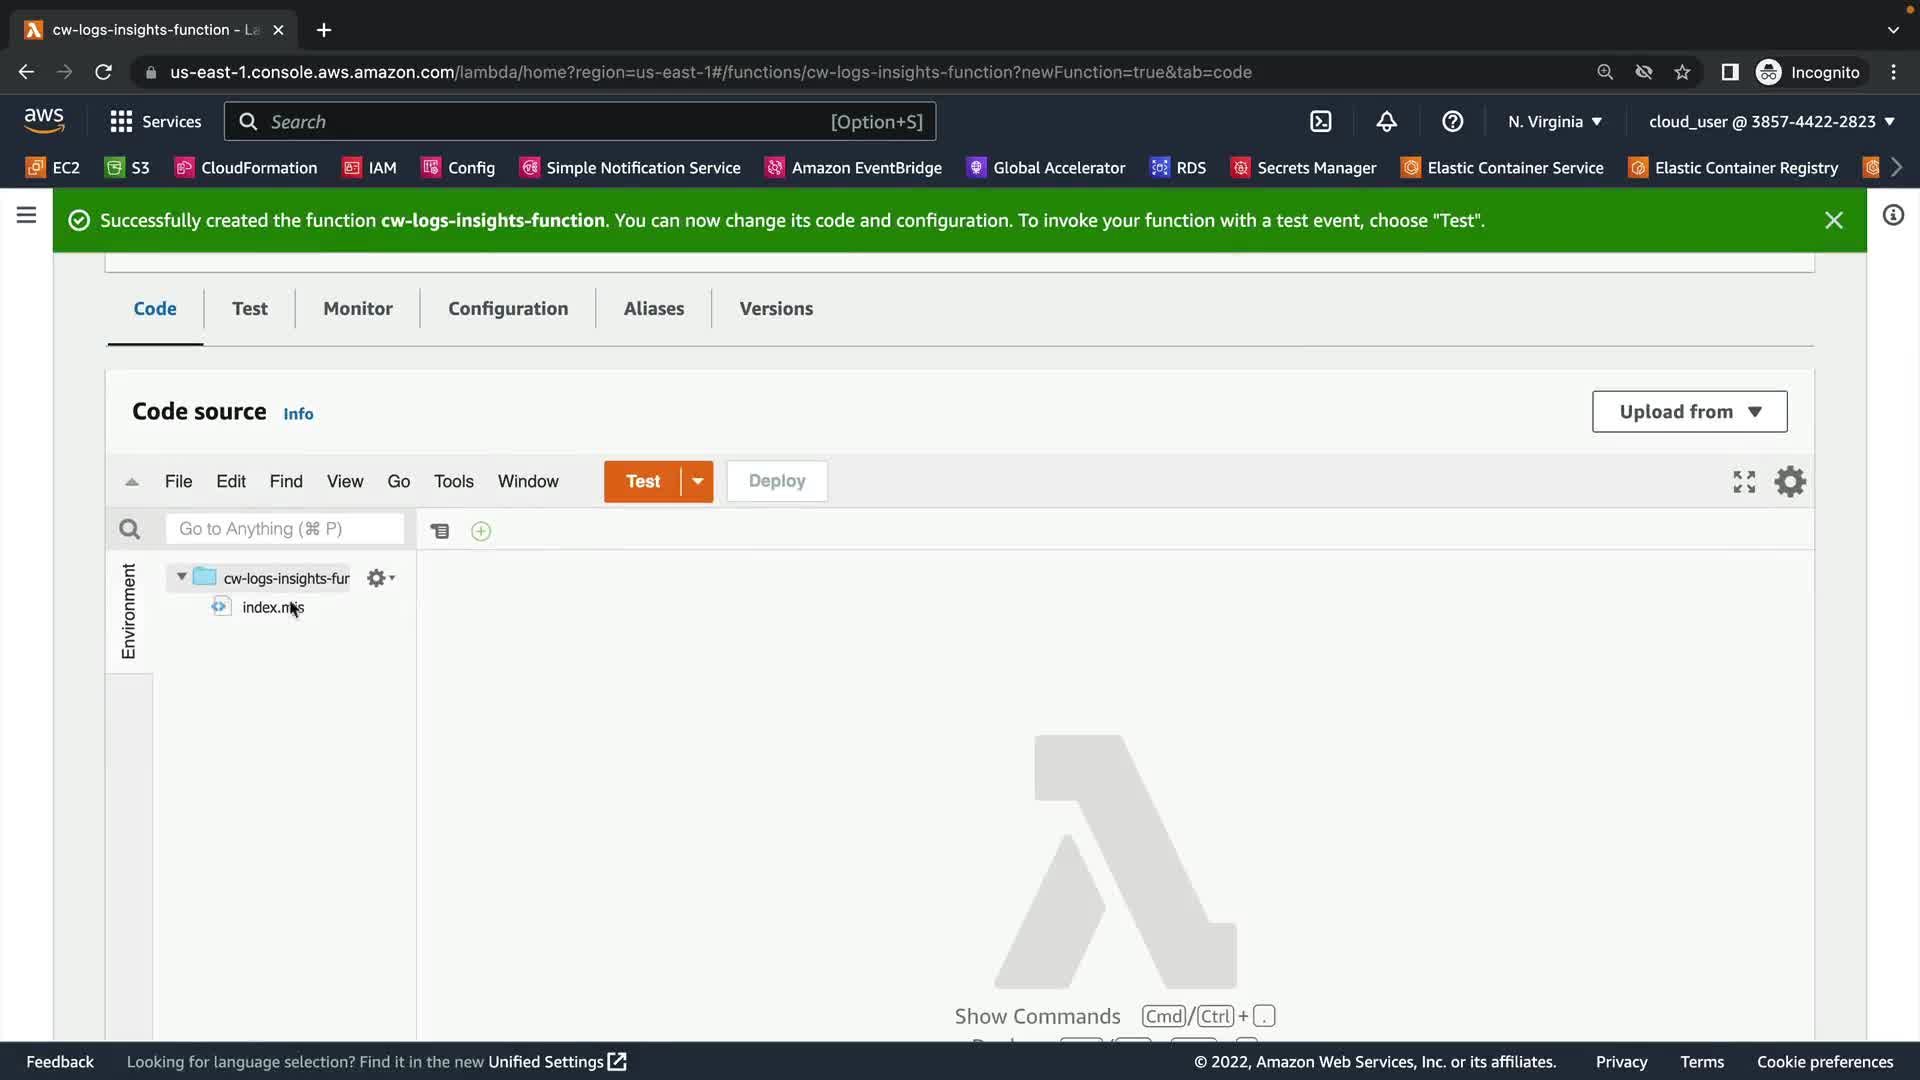 cw-logs-insights-function - La
us-east-1.console.aws.amazon.com/lambda/home?region=us-east-1#/functions/cw-logs-insights-function?newFunction=true&tab=code
Incognito
aws
Services
Search
[Option+S]
N. Virginia
cloud_user @ 3857-4422-2823
EC2
S3
CloudFormation
IAM
Config
Simple Notification Service
Amazon EventBridge
Global Accelerator
RDS
Secrets Manager
Elastic Container Service
Elastic Container Registry
Successfully created the function cw-logs-insights-function. You can now change its code and configuration. To invoke your function with a test event, choose "Test".
Code
Test
Monitor
Configuration
Aliases
Versions
Code source
Info
Upload from
File
Edit
Find
View
Go
Tools
Window
Test
Deploy
Go to Anything (⌘ P)
Environment
cw-logs-insights-fur
index.mjs
Show Commands Cmd/Ctrl + .
Feedback
Looking for language selection? Find it in the new Unified Settings
© 2022, Amazon Web Services, Inc. or its affiliates.
Privacy
Terms
Cookie preferences